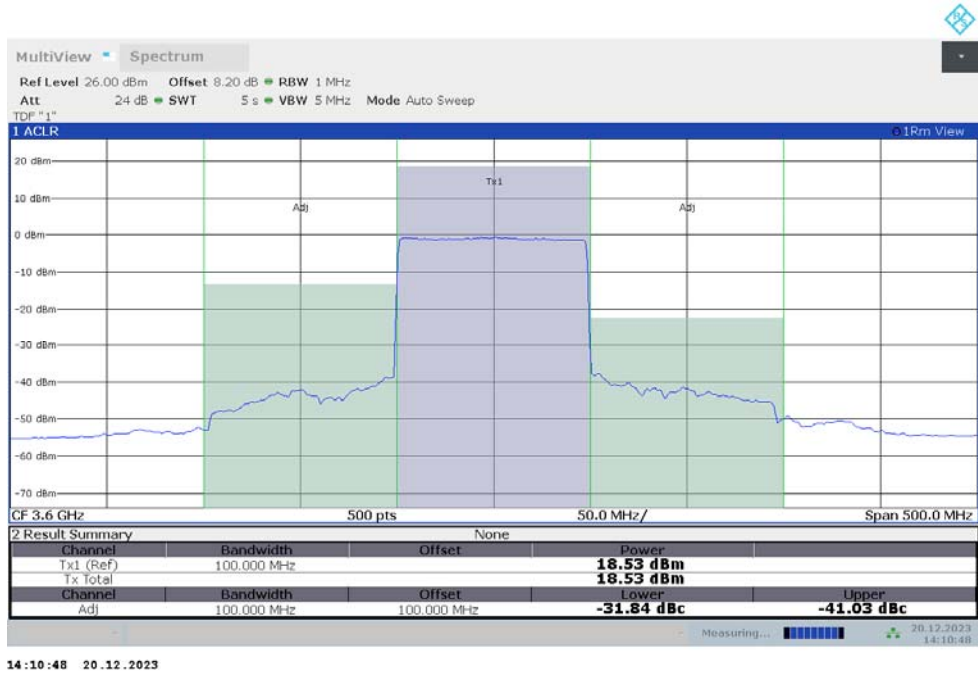 R&S
MultiView Spectrum
Ref Level 26.00 dBm Offset 8.20 dB RBW 1 MHz
Att 24 dB SWT 5 s VBW 5 MHz Mode Auto Sweep
TDF "1"
1 ACLR 1Rm View
20 dBm
Tx1
10 dBm
Adj Adj
0 dBm
-10 dBm
-20 dBm
-30 dBm
-40 dBm
-50 dBm
-60 dBm
-70 dBm
CF 3.6 GHz 500 pts 50.0 MHz/ Span 500.0 MHz
2 Result Summary None
Channel Bandwidth Offset Power
Tx1 (Ref) 100.000 MHz 18.53 dBm
Tx Total 18.53 dBm
Channel Bandwidth Offset Lower Upper
Adj 100.000 MHz 100.000 MHz -31.84 dBc -41.03 dBc
Measuring... 20.12.2023
14:10:48
14:10:48 20.12.2023